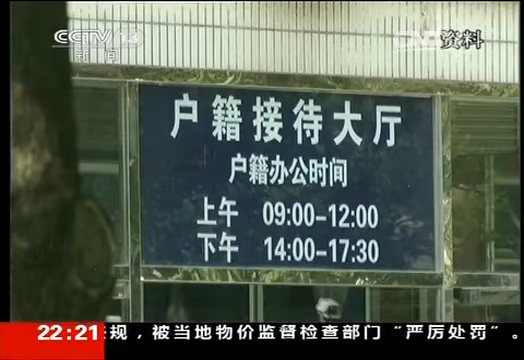 CCTV 13
新闻
资料
户籍接待大厅
户籍办公时间
上午 09:00-12:00
下午 14:00-17:30
22:21
规，被当地物价监督检查部门“严厉处罚”。